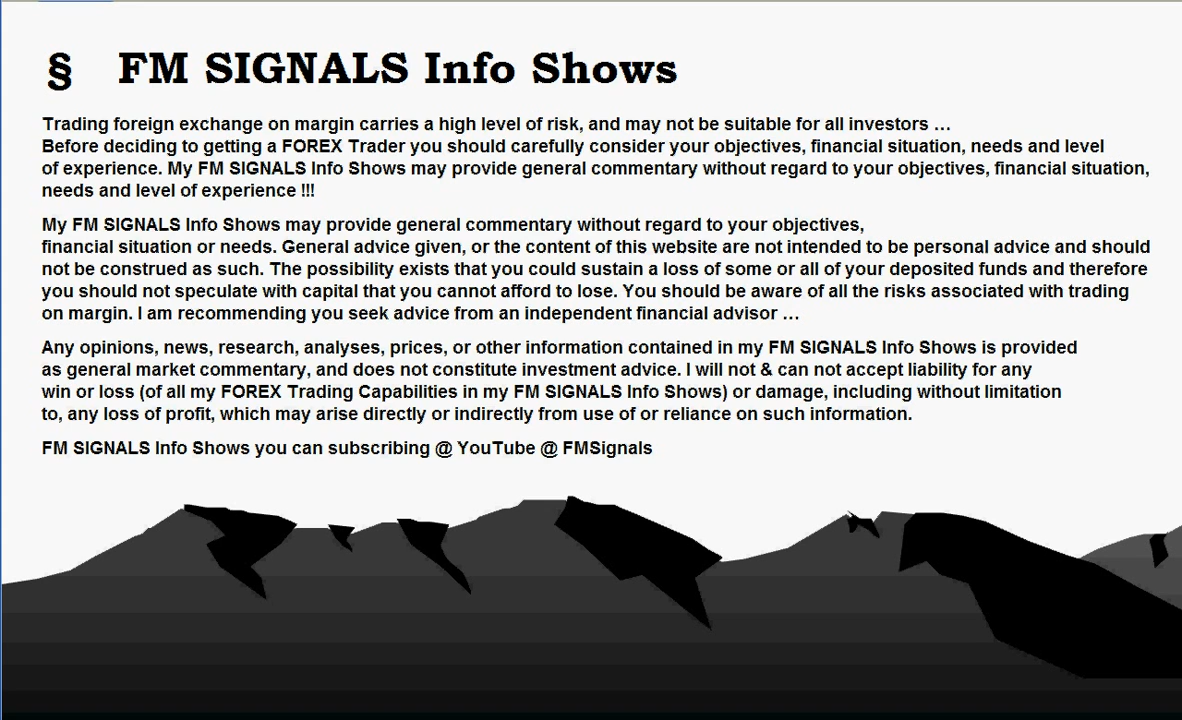 § FM SIGNALS Info Shows
Trading foreign exchange on margin carries a high level of risk, and may not be suitable for all investors …
Before deciding to getting a FOREX Trader you should carefully consider your objectives, financial situation, needs and level
of experience. My FM SIGNALS Info Shows may provide general commentary without regard to your objectives, financial situation,
needs and level of experience !!!
My FM SIGNALS Info Shows may provide general commentary without regard to your objectives,
financial situation or needs. General advice given, or the content of this website are not intended to be personal advice and should
not be construed as such. The possibility exists that you could sustain a loss of some or all of your deposited funds and therefore
you should not speculate with capital that you cannot afford to lose. You should be aware of all the risks associated with trading
on margin. I am recommending you seek advice from an independent financial advisor …
Any opinions, news, research, analyses, prices, or other information contained in my FM SIGNALS Info Shows is provided
as general market commentary, and does not constitute investment advice. I will not & can not accept liability for any
win or loss (of all my FOREX Trading Capabilities in my FM SIGNALS Info Shows) or damage, including without limitation
to, any loss of profit, which may arise directly or indirectly from use of or reliance on such information.
FM SIGNALS Info Shows you can subscribing @ YouTube @ FMSignals